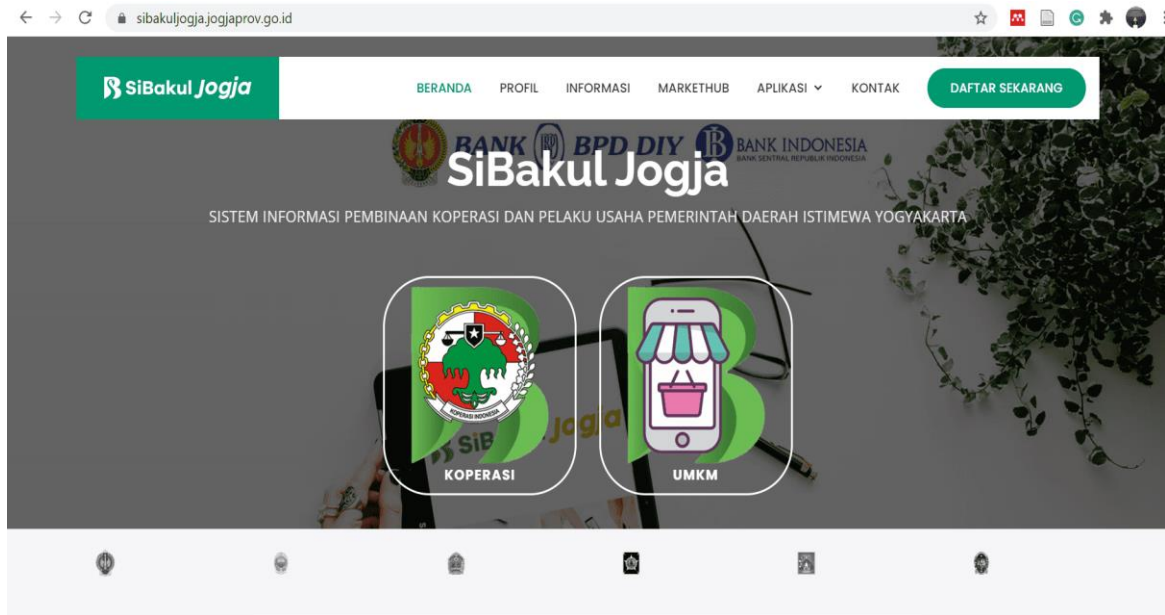 sibakuljogja.jogjaprov.go.id
SiBakul Jogja
BERANDA PROFIL INFORMASI MARKETHUB APLIKASI KONTAK DAFTAR SEKARANG
BANK BPD DIY BANK INDONESIA
BANK SENTRAL REPUBLIK INDONESIA
SiBakul Jogja
SISTEM INFORMASI PEMBINAAN KOPERASI DAN PELAKU USAHA PEMERINTAH DAERAH ISTIMEWA YOGYAKARTA
KOPERASI INDONESIA
SiB Jogja
KOPERASI UMKM